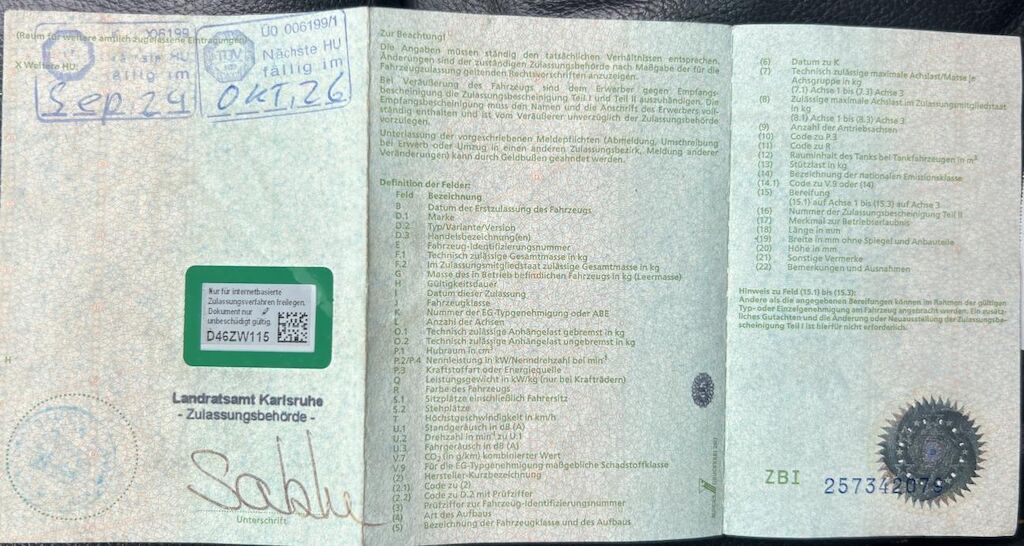 (Raum für weitere amtlich zugelassene Eintragungen)
X Weitere HU:
006199
HU
fällig im
Sep. 24
ÜO 006199/1
TÜV
Nächste HU
fällig im
OKT. 26
Nur für internetbasierte
Zulassungsverfahren freilegen.
Dokument nur
unbeschädigt gültig.
D46ZW115
H
Landratsamt Karlsruhe
- Zulassungsbehörde -
Unterschrift
Zur Beachtung!
Die Angaben müssen ständig den tatsächlichen Verhältnissen entsprechen.
Änderungen sind der zuständigen Zulassungsbehörde nach Maßgabe der für die
Fahrzeugzulassung geltenden Rechtsvorschriften anzuzeigen.
Bei Veräußerung des Fahrzeugs sind dem Erwerber gegen Empfangs-
bescheinigung die Zulassungsbescheinigung Teil I und Teil II auszuhändigen. Die
Empfangsbescheinigung muss den Namen und die Anschrift des Erwerbers voll-
ständig enthalten und ist vom Veräußerer unverzüglich der Zulassungsbehörde
vorzulegen.
Unterlassung der vorgeschriebenen Meldepflichten (Abmeldung, Umschreibung
bei Erwerb oder Umzug in einen anderen Zulassungsbezirk, Meldung anderer
Veränderungen) kann durch Geldbußen geahndet werden.
Definition der Felder:
Feld Bezeichnung
B Datum der Erstzulassung des Fahrzeugs
D.1 Marke
D.2 Typ/Variante/Version
D.3 Handelsbezeichnung(en)
E Fahrzeug-Identifizierungsnummer
F.1 Technisch zulässige Gesamtmasse in kg
F.2 Im Zulassungsmitgliedstaat zulässige Gesamtmasse in kg
G Masse des in Betrieb befindlichen Fahrzeugs in kg (Leermasse)
H Gültigkeitsdauer
I Datum dieser Zulassung
J Fahrzeugklasse
K Nummer der EG-Typgenehmigung oder ABE
L Anzahl der Achsen
O.1 Technisch zulässige Anhängelast gebremst in kg
O.2 Technisch zulässige Anhängelast ungebremst in kg
P.1 Hubraum in cm³
P.2/P.4 Nennleistung in kW/Nenndrehzahl bei min⁻¹
P.3 Kraftstoffart oder Energiequelle
Q Leistungsgewicht in kW/kg (nur bei Krafträdern)
R Farbe des Fahrzeugs
S.1 Sitzplätze einschließlich Fahrersitz
S.2 Stehplätze
T Höchstgeschwindigkeit in km/h
U.1 Standgeräusch in dB (A)
U.2 Drehzahl in min⁻¹ zu U.1
U.3 Fahrgeräusch in dB (A)
V.7 CO₂ (in g/km) kombinierter Wert
V.9 Für die EG-Typgenehmigung maßgebliche Schadstoffklasse
(2) Hersteller-Kurzbezeichnung
(2.1) Code zu (2)
(2.2) Code zu D.2 mit Prüfziffer
(3) Prüfziffer zur Fahrzeug-Identifizierungsnummer
(4) Art des Aufbaus
(5) Bezeichnung der Fahrzeugklasse und des Aufbaus
(6) Datum zu K
(7) Technisch zulässige maximale Achslast/Masse je
Achsgruppe in kg
(7.1) Achse 1 bis (7.3) Achse 3
(8) Zulässige maximale Achslast im Zulassungsmitgliedstaat
in kg
(8.1) Achse 1 bis (8.3) Achse 3
(9) Anzahl der Antriebsachsen
(10) Code zu P.3
(11) Code zu R
(12) Rauminhalt des Tanks bei Tankfahrzeugen in m³
(13) Stützlast in kg
(14) Bezeichnung der nationalen Emissionsklasse
(14.1) Code zu V.9 oder (14)
(15) Bereifung
(15.1) auf Achse 1 bis (15.3) auf Achse 3
(16) Nummer der Zulassungsbescheinigung Teil II
(17) Merkmal zur Betriebserlaubnis
(18) Länge in mm
(19) Breite in mm ohne Spiegel und Anbauteile
(20) Höhe in mm
(21) Sonstige Vermerke
(22) Bemerkungen und Ausnahmen
Hinweis zu Feld (15.1) bis (15.3):
Andere als die angegebenen Bereifungen können im Rahmen der gültigen
Typ- oder Einzelgenehmigung am Fahrzeug angebracht werden. Ein zusätz-
liches Gutachten und die Änderung oder Neuausstellung der Zulassungsbe-
scheinigung Teil I ist hierfür nicht erforderlich.
ZBI 257342079